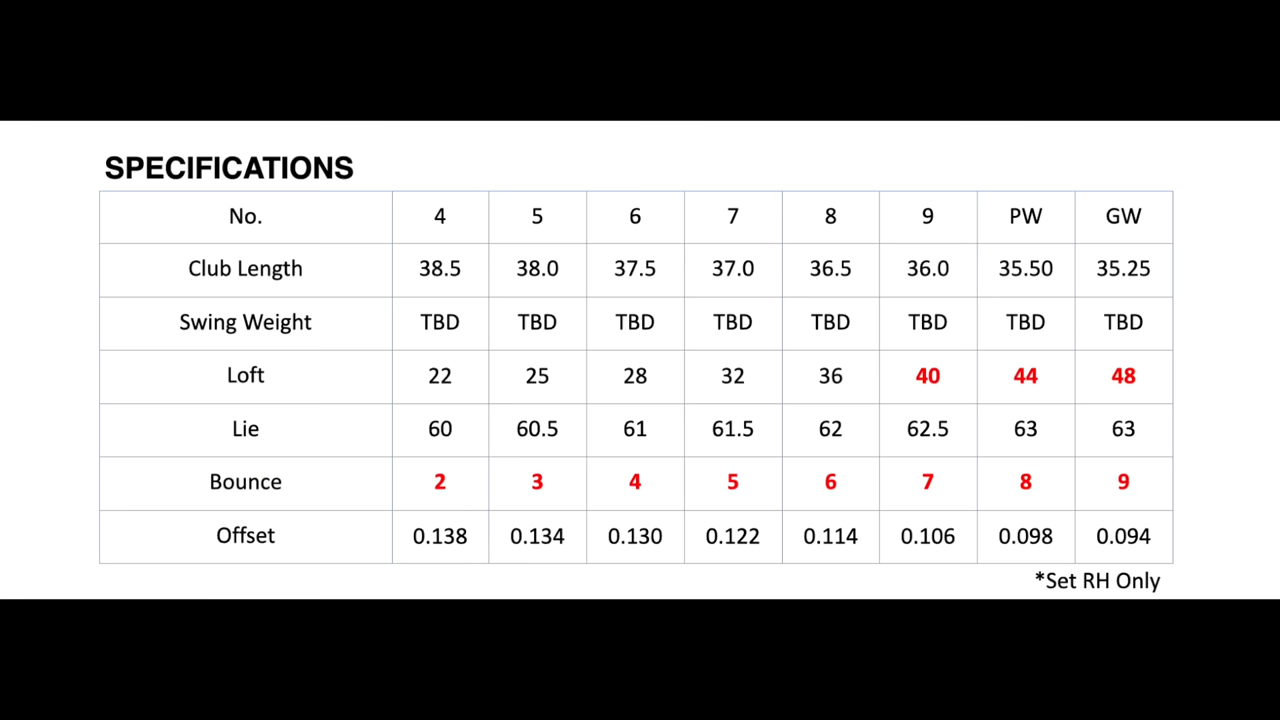 SPECIFICATIONS
No. 4 5 6 7 8 9 PW GW
Club Length 38.5 38.0 37.5 37.0 36.5 36.0 35.50 35.25
Swing Weight TBD TBD TBD TBD TBD TBD TBD TBD
Loft 22 25 28 32 36 40 44 48
Lie 60 60.5 61 61.5 62 62.5 63 63
Bounce 2 3 4 5 6 7 8 9
Offset 0.138 0.134 0.130 0.122 0.114 0.106 0.098 0.094
*Set RH Only